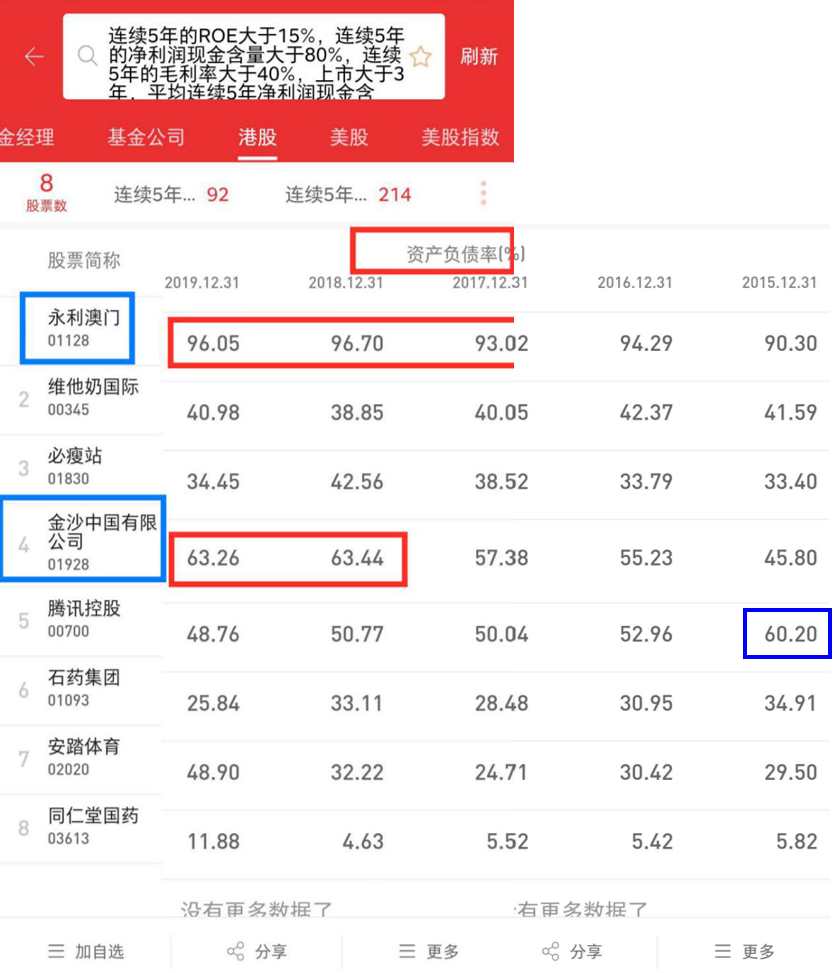 连续5年的ROE大于15%，连续5年
的净利润现金含量大于80%，连续
5年的毛利率大于40%，上市大于3
年，平均连续5年净利润现金含
刷新
金经理 基金公司 港股 美股 美股指数
8
股票数
连续5年... 92 连续5年... 214
股票简称 资产负债率(%)
2019.12.31 2018.12.31 2017.12.31 2016.12.31 2015.12.31
永利澳门
01128
96.05 96.70 93.02 94.29 90.30
2 维他奶国际
00345
40.98 38.85 40.05 42.37 41.59
3 必瘦站
01830
34.45 42.56 38.52 33.79 33.40
4 金沙中国有限
公司
01928
63.26 63.44 57.38 55.23 45.80
5 腾讯控股
00700
48.76 50.77 50.04 52.96 60.20
6 石药集团
01093
25.84 33.11 28.48 30.95 34.91
7 安踏体育
02020
48.90 32.22 24.71 30.42 29.50
8 同仁堂国药
03613
11.88 4.63 5.52 5.42 5.82
没有更多数据了 有更多数据了
加自选 分享 更多 分享 更多